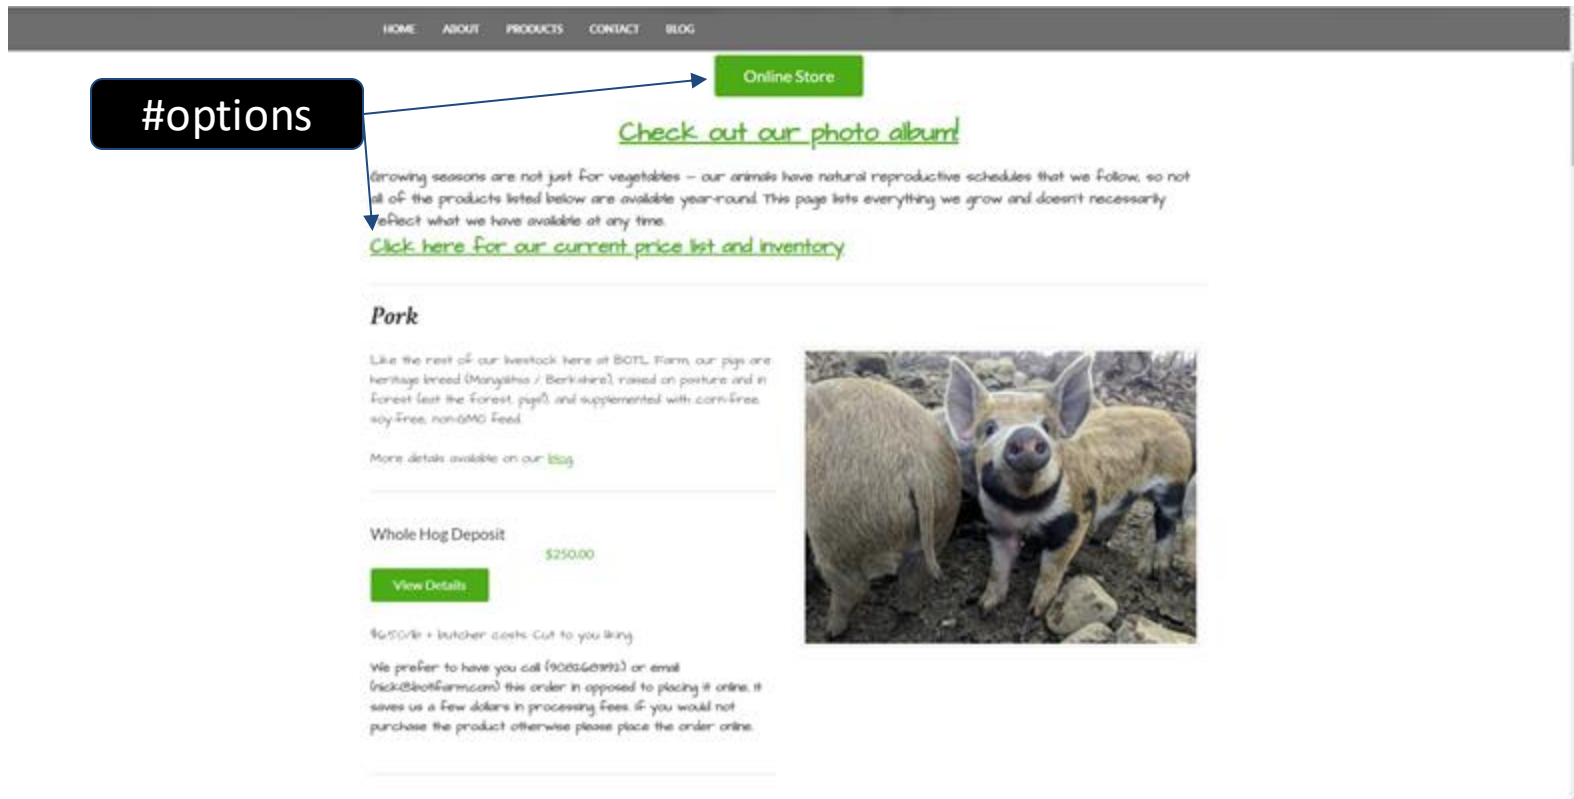 HOME ABOUT PRODUCTS CONTACT BLOG
Online Store
#options
Check out our photo album!
Growing seasons are not just for vegetables – our animals have natural reproductive schedules that we follow, so not
all of the products listed below are available year-round. This page lists everything we grow and doesn't necessarily
reflect what we have available at any time.
Click here for our current price list and inventory
Pork
Like the rest of our livestock here at BOTL Farm, our pigs are
heritage breed (Mangalitsa / Berkshire), raised on pasture and in
forest (eat the forest, pigs!), and supplemented with corn-free,
soy-free, non-GMO feed.
More details available on our blog.
Whole Hog Deposit
$250.00
View Details
$6.50/lb + butcher costs. Cut to you liking.
We prefer to have you call or email
(nick@botlfarm.com) this order in opposed to placing it online. It
saves us a few dollars in processing fees. If you would not
purchase the product otherwise please place the order online.